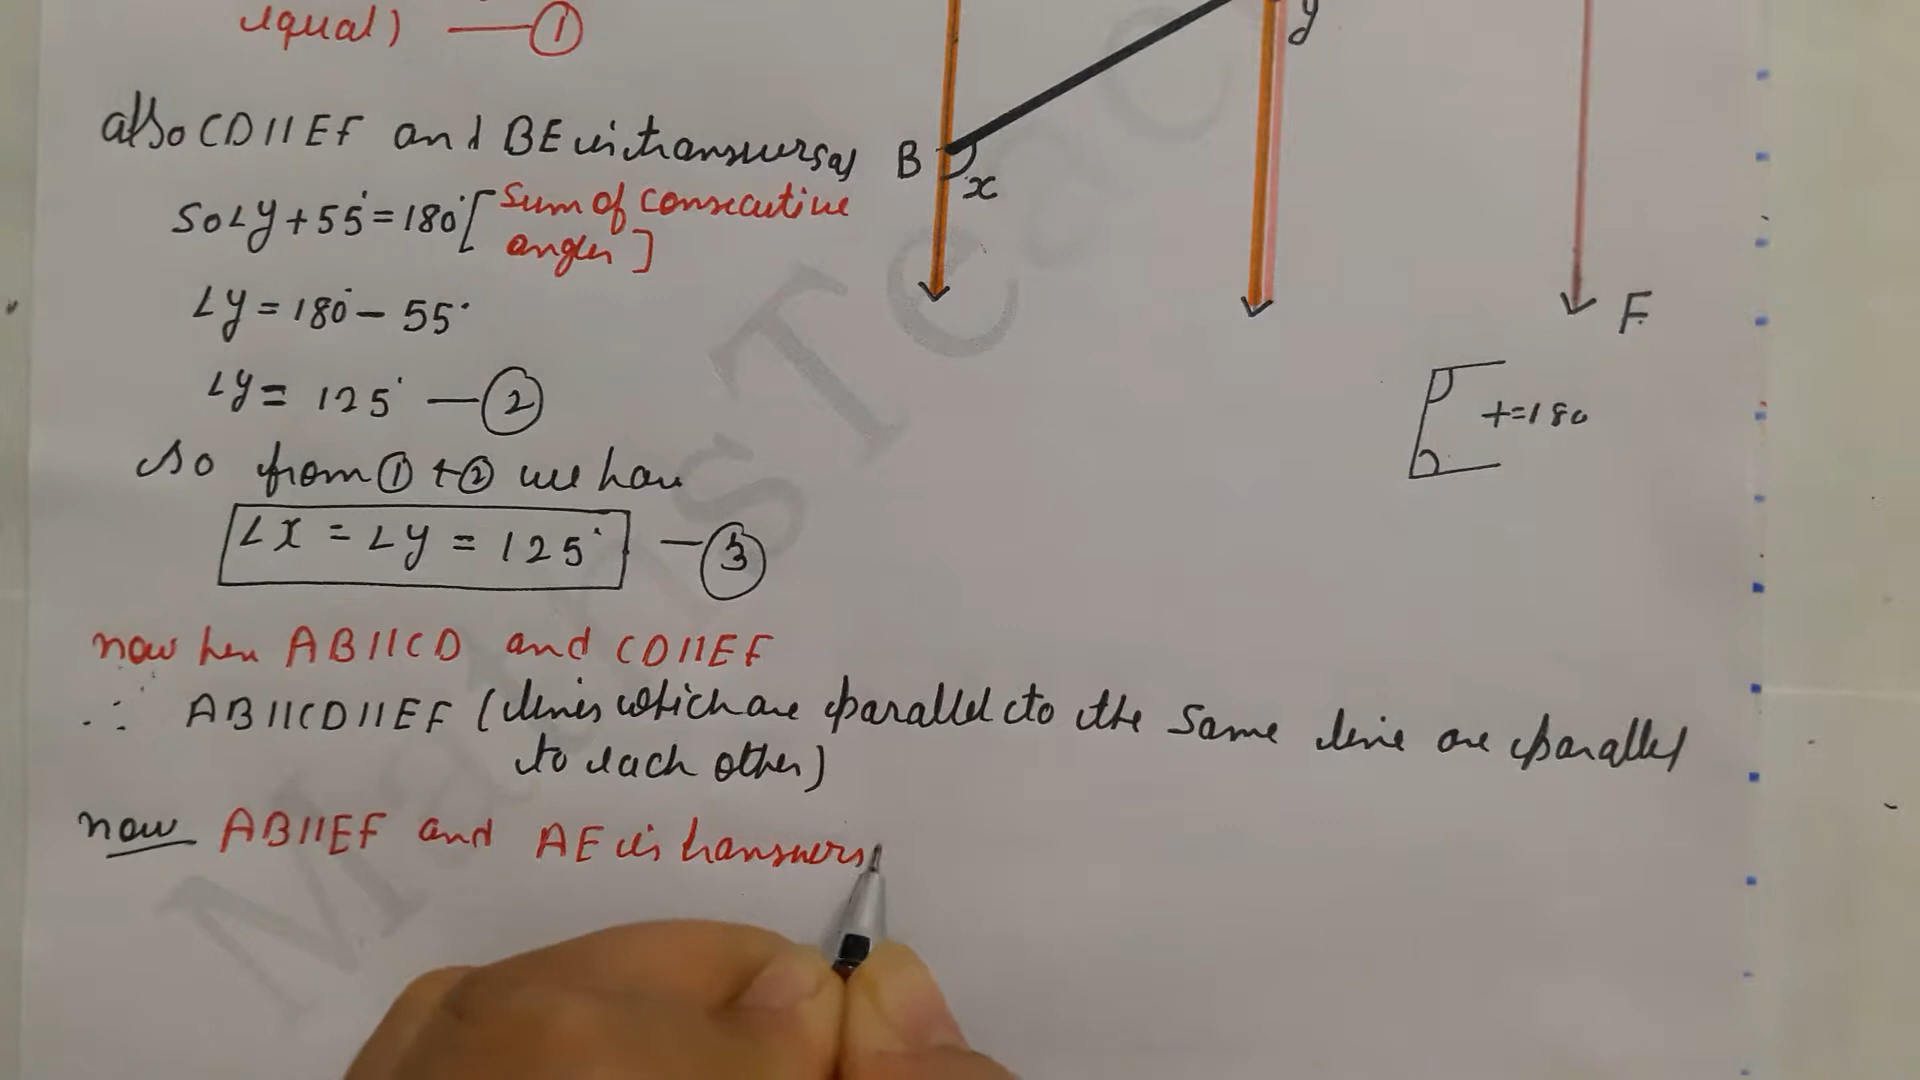 equal) — ①
also CD||EF and BE is transversal
So ∠y + 55° = 180° [Sum of consecutive
angles]
∠y = 180° - 55°
∠y = 125° — ②
so from ① + ② we have
∠x = ∠y = 125° — ③
now here AB||CD and CD||EF
∴ AB||CD||EF (lines which are parallel to the same line are parallel
to each other)
now AB||EF and AE is transvers
y
B
x
F
+=180
Maths Teac